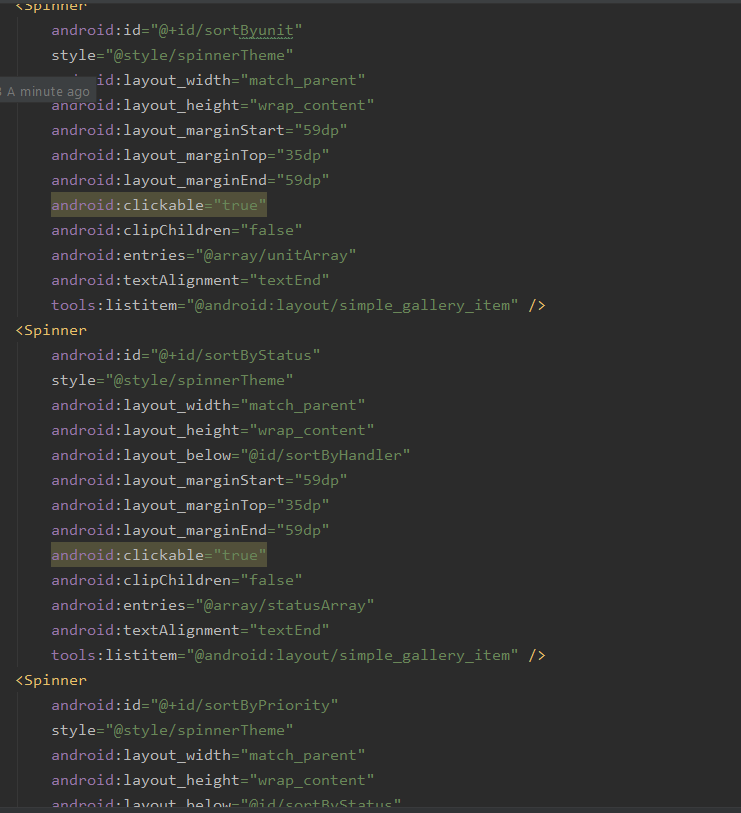 <Spinner
android:id="@+id/sortByunit"
style="@style/spinnerTheme"
android:layout_width="match_parent"
A minute ago
android:layout_height="wrap_content"
android:layout_marginStart="59dp"
android:layout_marginTop="35dp"
android:layout_marginEnd="59dp"
android:clickable="true"
android:clipChildren="false"
android:entries="@array/unitArray"
android:textAlignment="textEnd"
tools:listitem="@android:layout/simple_gallery_item" />
<Spinner
android:id="@+id/sortByStatus"
style="@style/spinnerTheme"
android:layout_width="match_parent"
android:layout_height="wrap_content"
android:layout_below="@id/sortByHandler"
android:layout_marginStart="59dp"
android:layout_marginTop="35dp"
android:layout_marginEnd="59dp"
android:clickable="true"
android:clipChildren="false"
android:entries="@array/statusArray"
android:textAlignment="textEnd"
tools:listitem="@android:layout/simple_gallery_item" />
<Spinner
android:id="@+id/sortByPriority"
style="@style/spinnerTheme"
android:layout_width="match_parent"
android:layout_height="wrap_content"
android:layout_below="@id/sortByStatus"